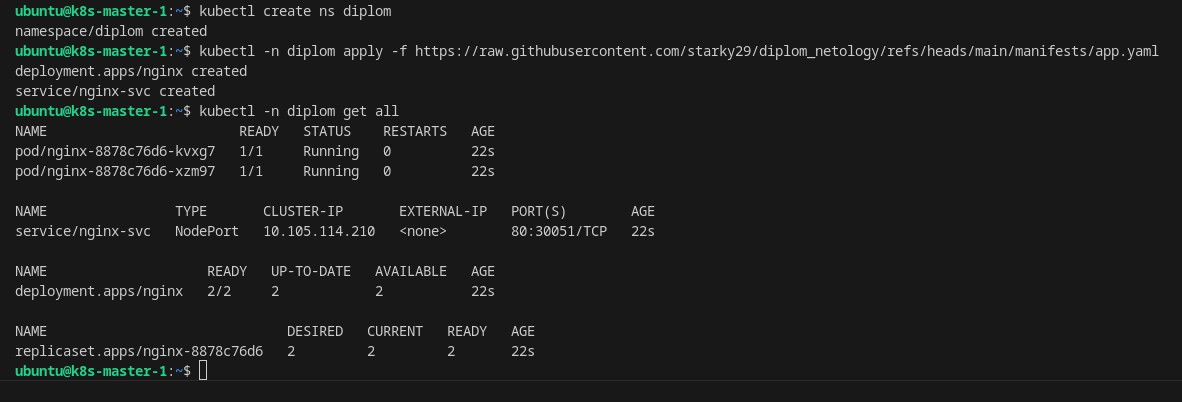 ubuntu@k8s-master-1:~$ kubectl create ns diplom
namespace/diplom created
ubuntu@k8s-master-1:~$ kubectl -n diplom apply -f https://raw.githubusercontent.com/starky29/diplom_netology/refs/heads/main/manifests/app.yaml
deployment.apps/nginx created
service/nginx-svc created
ubuntu@k8s-master-1:~$ kubectl -n diplom get all
NAME                        READY   STATUS    RESTARTS   AGE
pod/nginx-8878c76d6-kvxg7   1/1     Running   0          22s
pod/nginx-8878c76d6-xzm97   1/1     Running   0          22s

NAME                TYPE       CLUSTER-IP       EXTERNAL-IP   PORT(S)        AGE
service/nginx-svc   NodePort   10.105.114.210   <none>        80:30051/TCP   22s

NAME                    READY   UP-TO-DATE   AVAILABLE   AGE
deployment.apps/nginx   2/2     2            2           22s

NAME                              DESIRED   CURRENT   READY   AGE
replicaset.apps/nginx-8878c76d6   2         2         2       22s
ubuntu@k8s-master-1:~$